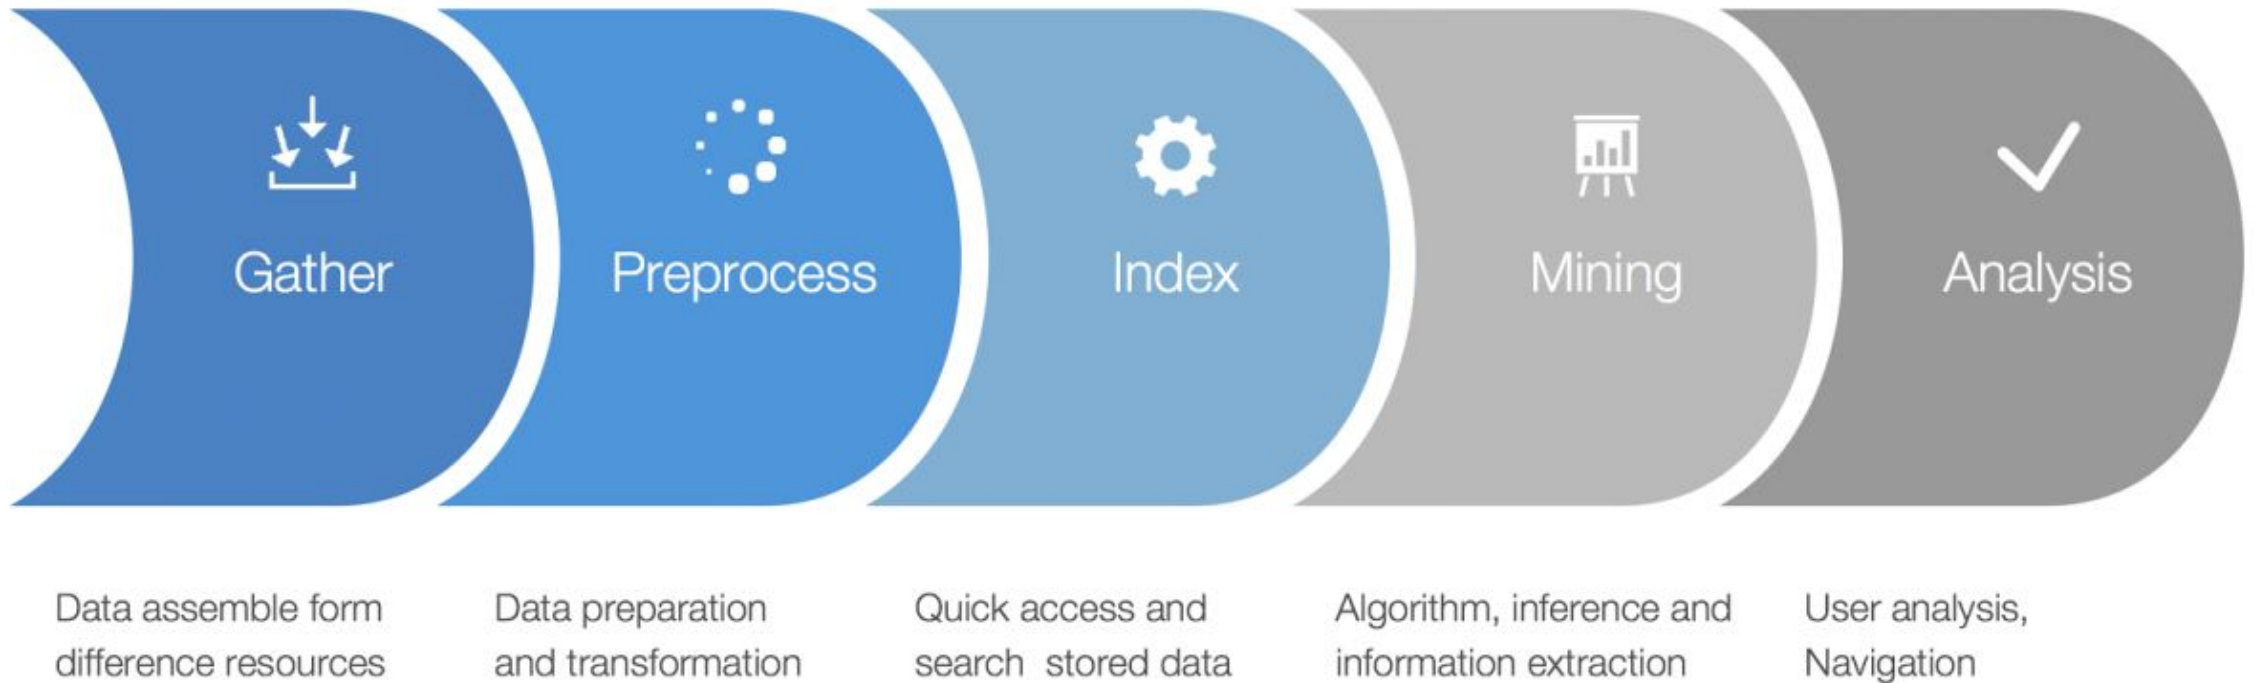 Gather
Preprocess
Index
Mining
Analysis
Data assemble form
difference resources
Data preparation
and transformation
Quick access and
search stored data
Algorithm, inference and
information extraction
User analysis,
Navigation